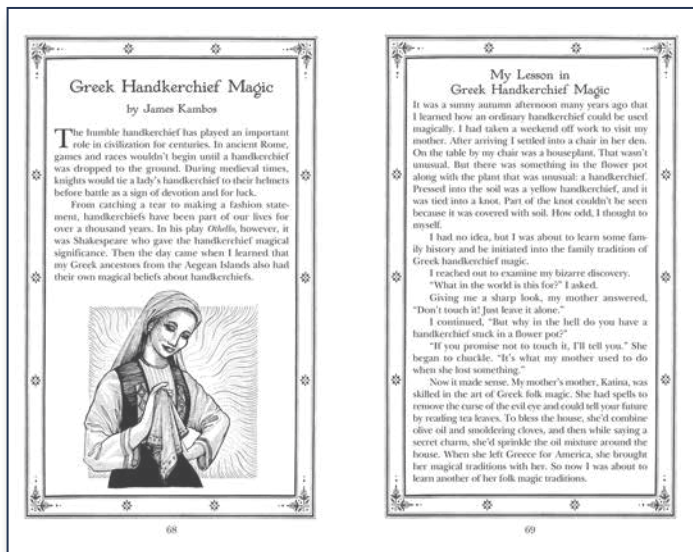 Greek Handkerchief Magic
by James Kambos
The humble handkerchief has played an important
role in civilization for centuries. In ancient Rome,
games and races wouldn't begin until a handkerchief
was dropped to the ground. During medieval times,
knights would tie a lady's handkerchief to their helmets
before battle as a sign of devotion and for luck.
From catching a tear to making a fashion state-
ment, handkerchiefs have been part of our lives for
over a thousand years. In his play Othello, however, it
was Shakespeare who gave the handkerchief magical
significance. Then the day came when I learned that
my Greek ancestors from the Aegean Islands also had
their own magical beliefs about handkerchiefs.
68
My Lesson in
Greek Handkerchief Magic
It was a sunny autumn afternoon many years ago that
I learned how an ordinary handkerchief could be used
magically. I had taken a weekend off work to visit my
mother. After arriving I settled into a chair in her den.
On the table by my chair was a houseplant. That wasn't
unusual. But there was something in the flower pot
along with the plant that was unusual: a handkerchief.
Pressed into the soil was a yellow handkerchief, and it
was tied into a knot. Part of the knot couldn't be seen
because it was covered with soil. How odd, I thought to
myself.
I had no idea, but I was about to learn some fam-
ily history and be initiated into the family tradition of
Greek handkerchief magic.
I reached out to examine my bizarre discovery.
"What in the world is this for?" I asked.
Giving me a sharp look, my mother answered,
"Don't touch it! Just leave it alone."
I continued, "But why in the hell do you have a
handkerchief stuck in a flower pot?"
"If you promise not to touch it, I'll tell you." She
began to chuckle. "It's what my mother used to do
when she lost something."
Now it made sense. My mother's mother, Katina, was
skilled in the art of Greek folk magic. She had spells to
remove the curse of the evil eye and could tell your future
by reading tea leaves. To bless the house, she'd combine
olive oil and smoldering cloves, and then while saying a
secret charm, she'd sprinkle the oil mixture around the
house. When she left Greece for America, she brought
her magical traditions with her. So now I was about to
learn another of her folk magic traditions.
69